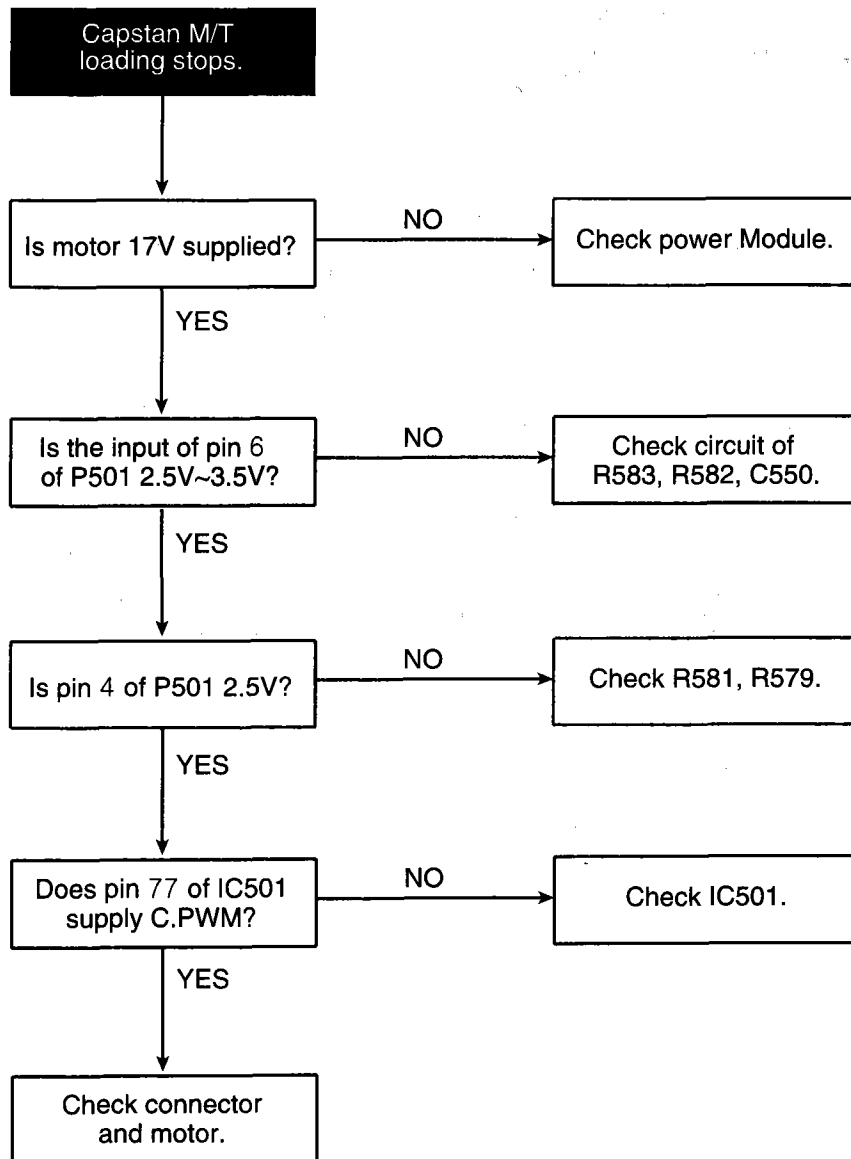 Capstan M/T
loading stops.
Is motor 17V supplied?
NO
Check power Module.
YES
Is the input of pin 6
of P501 2.5V~3.5V?
NO
Check circuit of
R583, R582, C550.
YES
Is pin 4 of P501 2.5V?
NO
Check R581, R579.
YES
Does pin 77 of IC501
supply C.PWM?
NO
Check IC501.
YES
Check connector
and motor.